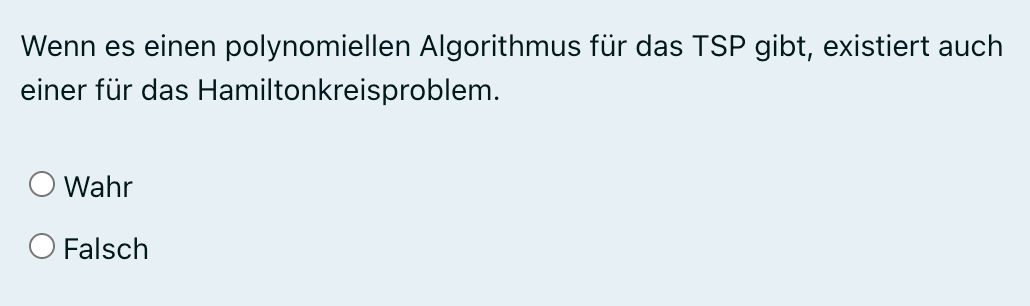 Wenn es einen polynomiellen Algorithmus für das TSP gibt, existiert auch
einer für das Hamiltonkreisproblem.
Wahr
Falsch